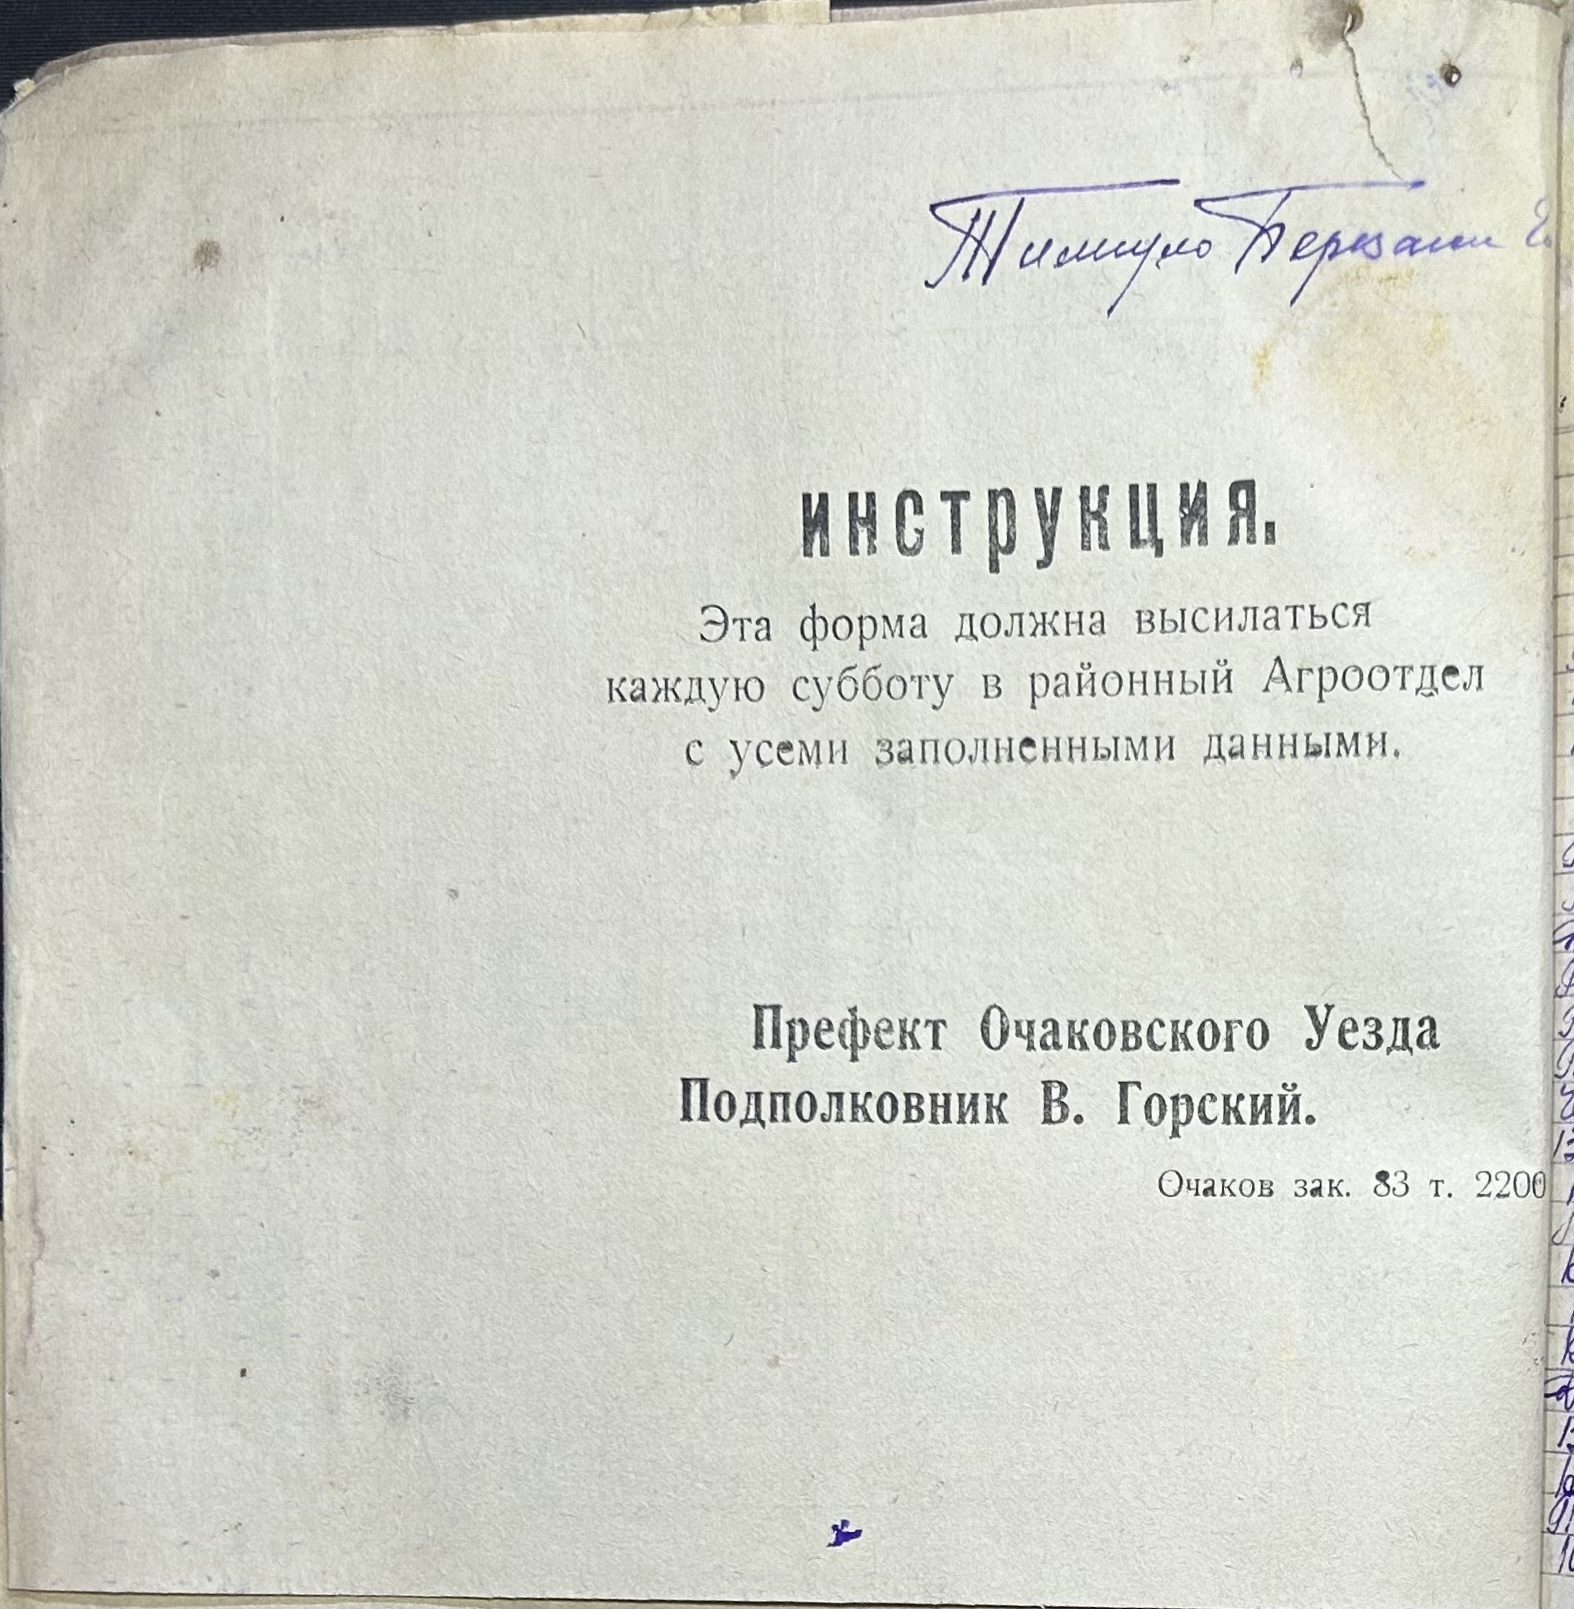 ИНСТРУКЦИЯ.
Эта форма должна высилаться
каждую субботу в районный Агроотдел
с усеми заполненными данными.
Префект Очаковского Уезда
Подполковник В. Горский.
Очаков зак. 83 т. 2200